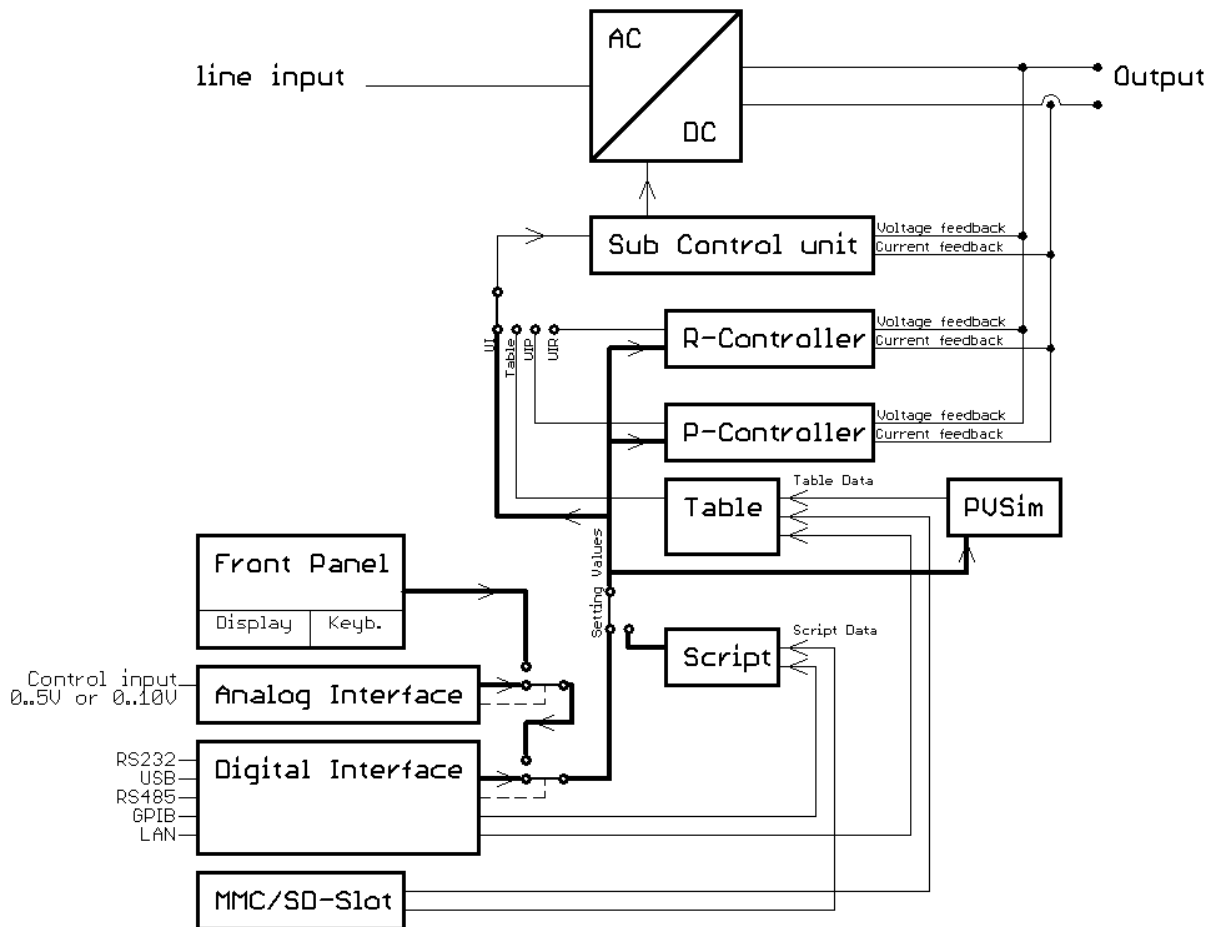 AC
line input
Output
DC
Voltage feedback
Sub Control unit
Current feedback
Voltage feedback
R-Controller
Current feedback
UI
Table
UIP
UIR
Voltage feedback
P-Controller
Current feedback
Table Data
Table
PVSim
Front Panel
Setting Values
Display
Keyb.
Script Data
Script
Control input
0..5V or 0..10V
Analog Interface
RS232
USB
RS485
GPIB
LAN
Digital Interface
MMC/SD-Slot